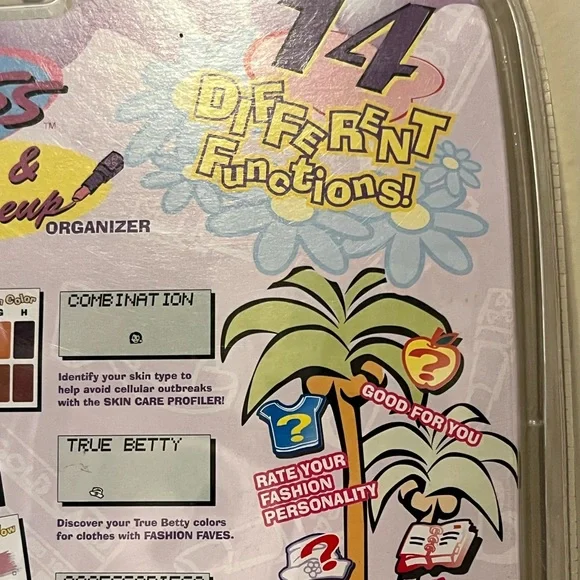 14
DIFFERENT
Functions!
TM
&
ORGANIZER
Color
G H
COMBINATION
Identify your skin type to
help avoid cellular outbreaks
with the SKIN CARE PROFILER!
TRUE BETTY
Discover your True Betty colors
for clothes with FASHION FAVES.
?
GOOD FOR YOU
?
RATE YOUR
FASHION
PERSONALITY
?